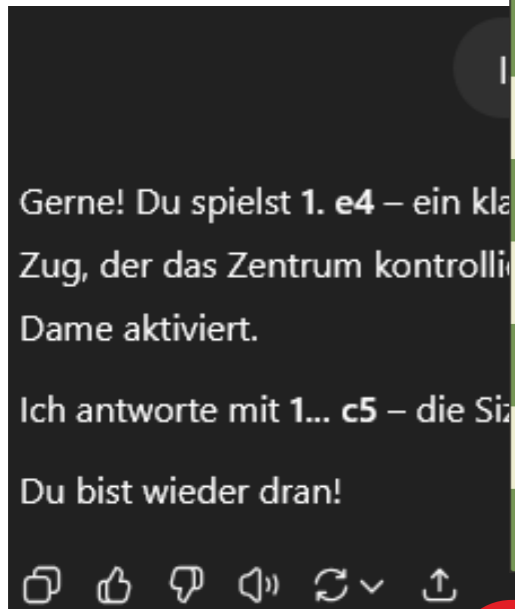 Gerne! Du spielst 1. e4 – ein
Zug, der das Zentrum
Dame aktiviert.
Ich antworte mit 1... c5 – die
Du bist wieder dran!